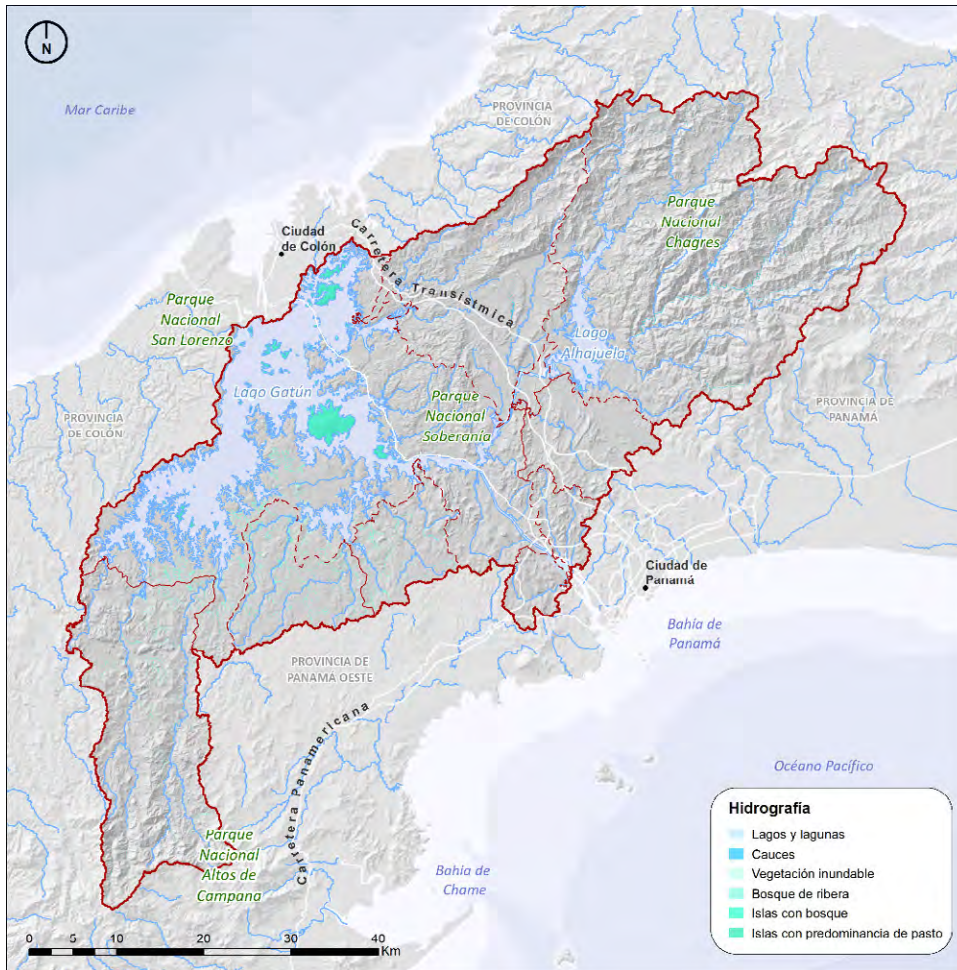 N
Mar Caribe
PROVINCIA
DE COLÓN
Ciudad
de Colón
Carretera Transístmica
Parque
Nacional
Chagres
Parque
Nacional
San Lorenzo
Lago
Alhajuela
Lago Gatún
Parque
Nacional
Soberanía
PROVINCIA
DE COLÓN
PROVINCIA DE
PANAMÁ
Ciudad de
Panamá
Bahía de
Panamá
PROVINCIA DE
PANAMA OESTE
Carretera Panamericana
Océano Pacífico
Parque
Nacional
Altos de
Campana
Bahía de
Chame
Hidrografía
Lagos y lagunas
Cauces
Vegetación inundable
Bosque de ribera
Islas con bosque
Islas con predominancia de pasto
0 5 10 20 30 40
Km